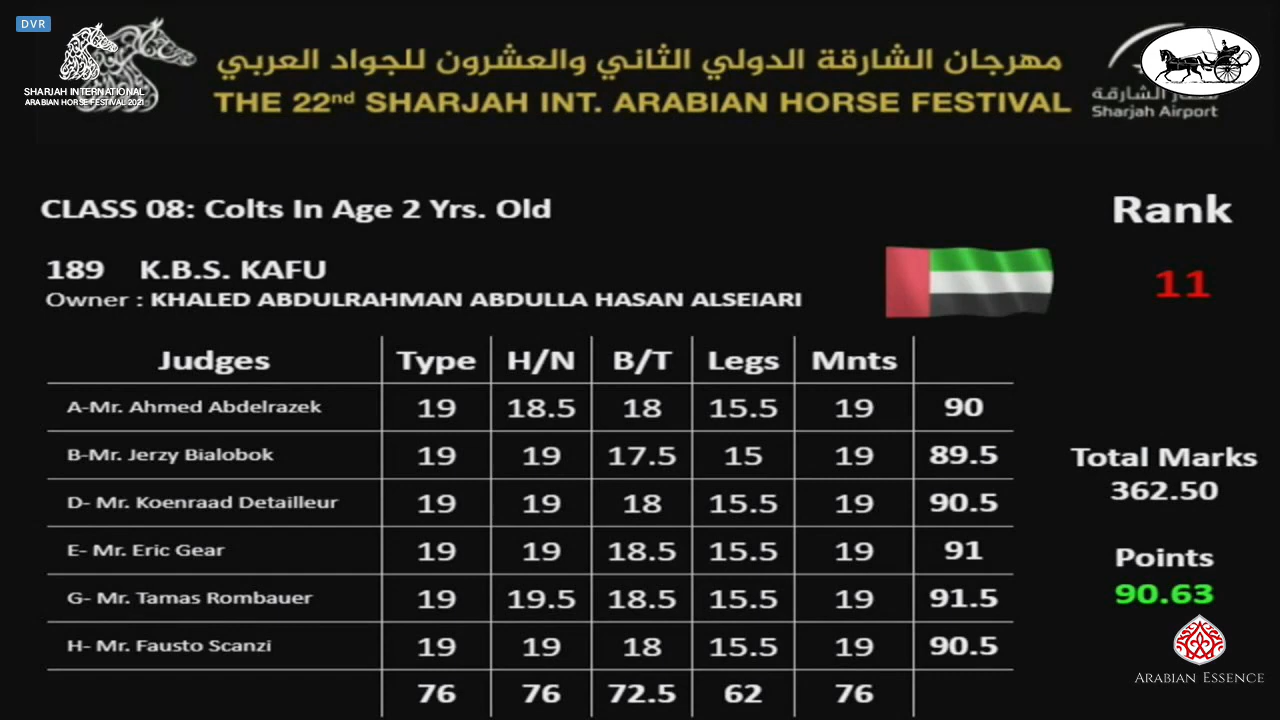 DVR
SHARJAH INTERNATIONAL
ARABIAN HORSE FESTIVAL 2021
مهرجان الشارقة الدولي الثاني والعشرون للجواد العربي
THE 22nd SHARJAH INT. ARABIAN HORSE FESTIVAL
الشارقة
Sharjah Airport
CLASS 08: Colts In Age 2 Yrs. Old
Rank
189 K.B.S. KAFU
11
Owner : KHALED ABDULRAHMAN ABDULLA HASAN ALSEIARI
Judges Type H/N B/T Legs Mnts
A-Mr. Ahmed Abdelrazek 19 18.5 18 15.5 19 90
B-Mr. Jerzy Bialobok 19 19 17.5 15 19 89.5
D- Mr. Koenraad Detailleur 19 19 18 15.5 19 90.5
E- Mr. Eric Gear 19 19 18.5 15.5 19 91
G- Mr. Tamas Rombauer 19 19.5 18.5 15.5 19 91.5
H- Mr. Fausto Scanzi 19 19 18 15.5 19 90.5
76 76 72.5 62 76
Total Marks
362.50
Points
90.63
ARABIAN ESSENCE